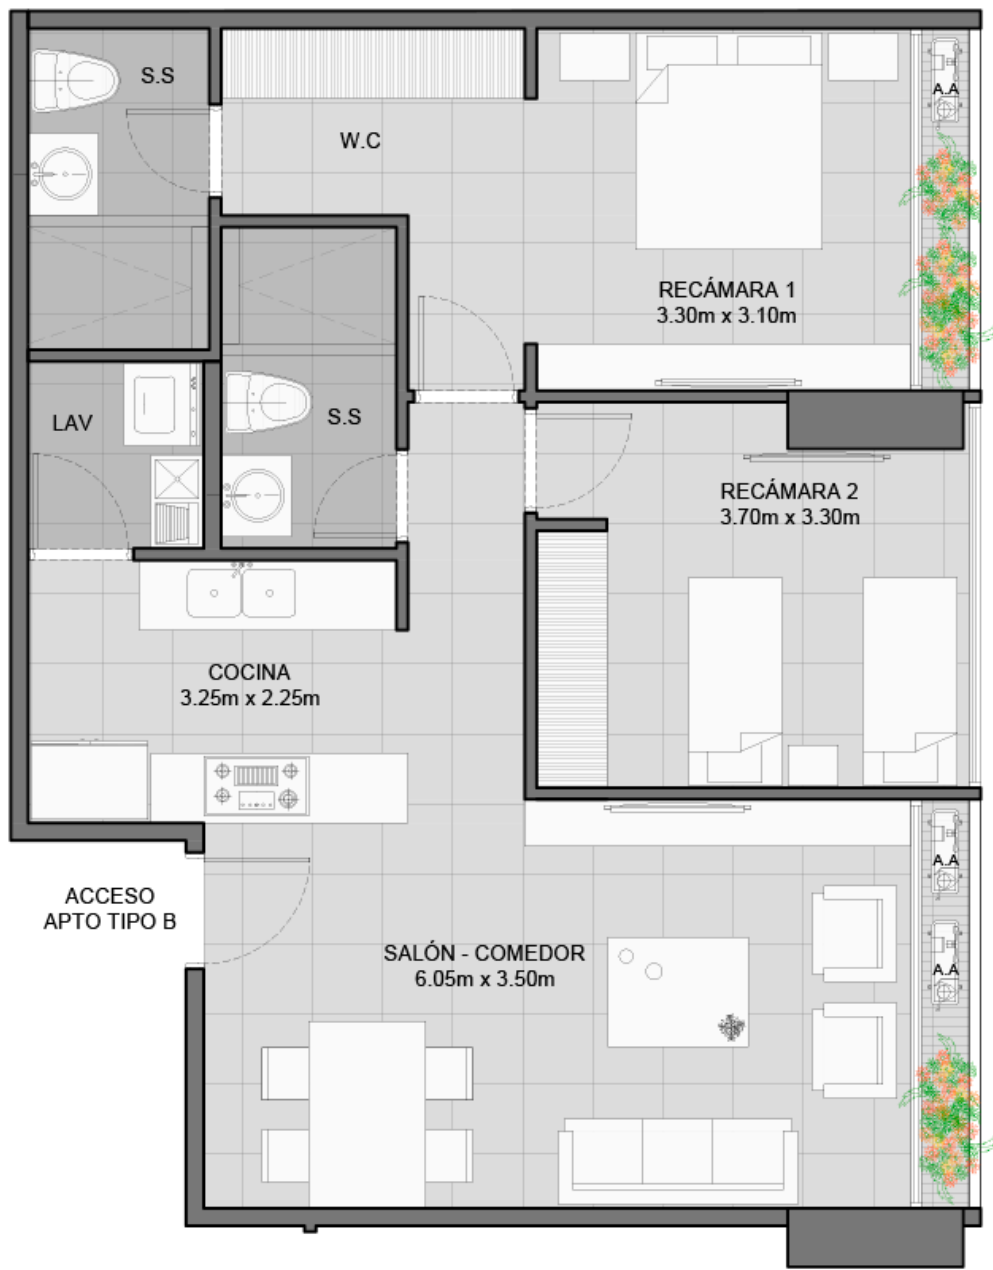 S.S
A.A
W.C
RECÁMARA 1
3.30m x 3.10m
LAV
S.S
RECÁMARA 2
3.70m x 3.30m
COCINA
3.25m x 2.25m
A.A
ACCESO
APTO TIPO B
SALÓN - COMEDOR
6.05m x 3.50m
A.A